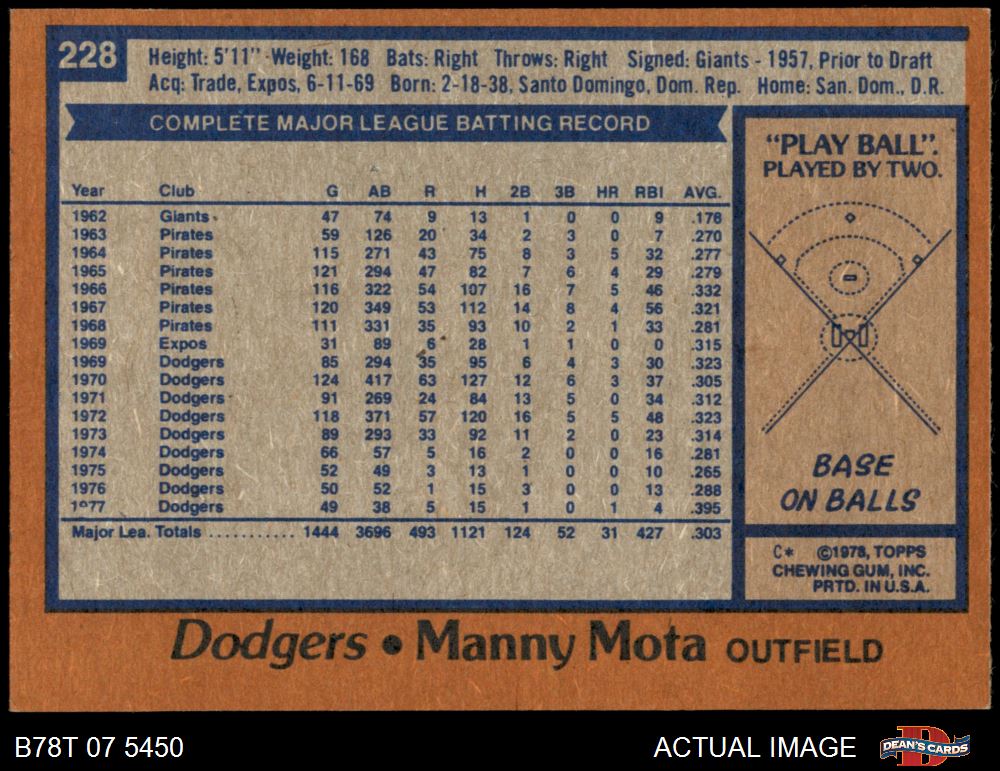 228
Height: 5'11" Weight: 168 Bats: Right Throws: Right Signed: Giants - 1957, Prior to Draft
Acq: Trade, Expos, 6-11-69 Born: 2-18-38, Santo Domingo, Dom. Rep. Home: San. Dom., D.R.
COMPLETE MAJOR LEAGUE BATTING RECORD
Year Club G AB R H 2B 3B HR RBI AVG.
1962 Giants 47 74 9 13 1 0 0 9 .176
1963 Pirates 59 126 20 34 2 3 0 7 .270
1964 Pirates 115 271 43 75 8 3 5 32 .277
1965 Pirates 121 294 47 82 7 6 4 29 .279
1966 Pirates 116 322 54 107 16 7 5 46 .332
1967 Pirates 120 349 53 112 14 8 4 56 .321
1968 Pirates 111 331 35 93 10 2 1 33 .281
1969 Expos 31 89 6 28 1 1 0 0 .315
1969 Dodgers 85 294 35 95 6 4 3 30 .323
1970 Dodgers 124 417 63 127 12 6 3 37 .305
1971 Dodgers 91 269 24 84 13 5 0 34 .312
1972 Dodgers 118 371 57 120 16 5 5 48 .323
1973 Dodgers 89 293 33 92 11 2 0 23 .314
1974 Dodgers 66 57 5 16 2 0 0 16 .281
1975 Dodgers 52 49 3 13 1 0 0 10 .265
1976 Dodgers 50 52 1 15 3 0 0 13 .288
1977 Dodgers 49 38 5 15 1 0 1 4 .395
Major Lea. Totals ........... 1444 3696 493 1121 124 52 31 427 .303
"PLAY BALL".
PLAYED BY TWO.
BASE
ON BALLS
C* ©1978, TOPPS
CHEWING GUM, INC.
PRTD. IN U.S.A.
Dodgers • Manny Mota OUTFIELD
B78T 07 5450
ACTUAL IMAGE
D
DEAN'S CARDS